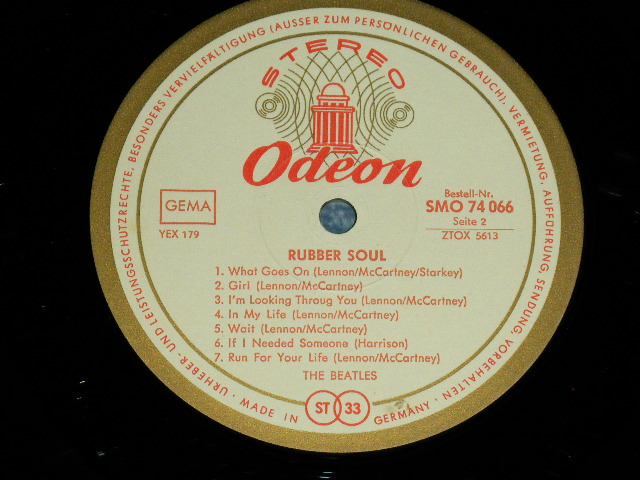 URHEBER- UND LEISTUNGSSCHUTZRECHTE, BESONDERS VERVIELFÄLTIGUNG (AUSSER ZUM PERSÖNLICHEN GEBRAUCH), VERMIETUNG, AUFFÜHRUNG, SENDUNG, VORBEHALTEN ·
STEREO
Odeon
GEMA
YEX 179
Bestell-Nr.
SMO 74 066
Seite 2
ZTOX 5613
RUBBER SOUL
1. What Goes On (Lennon/McCartney/Starkey)
2. Girl (Lennon/McCartney)
3. I'm Looking Throug You (Lennon/McCartney)
4. In My Life (Lennon/McCartney)
5. Wait (Lennon/McCartney)
6. If I Needed Someone (Harrison)
7. Run For Your Life (Lennon/McCartney)
THE BEATLES
· MADE IN
ST 33
GERMANY ·